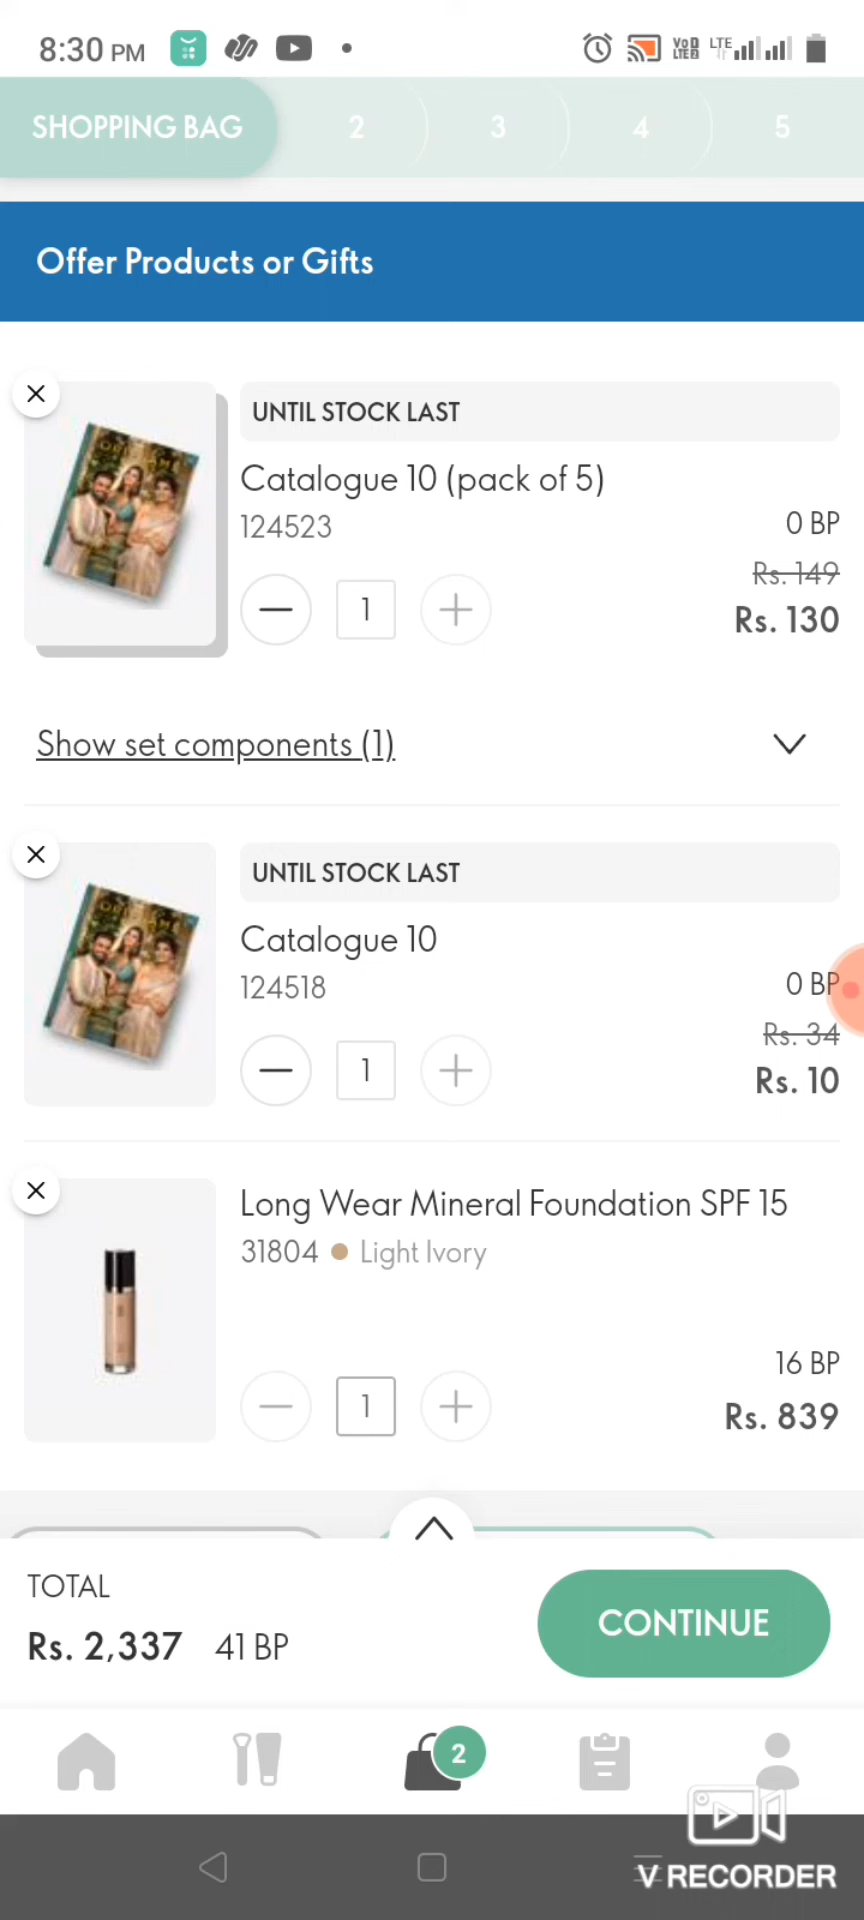 8:30 PM
VoD LTE2 LTE
SHOPPING BAG 2 3 4 5
Offer Products or Gifts
UNTIL STOCK LAST
Catalogue 10 (pack of 5)
124523
0 BP
Rs. 149
1
Rs. 130
Show set components (1)
UNTIL STOCK LAST
Catalogue 10
124518
0 BP
Rs. 34
1
Rs. 10
Long Wear Mineral Foundation SPF 15
31804 Light Ivory
16 BP
1
Rs. 839
TOTAL
Rs. 2,337 41 BP
CONTINUE
2
V RECORDER